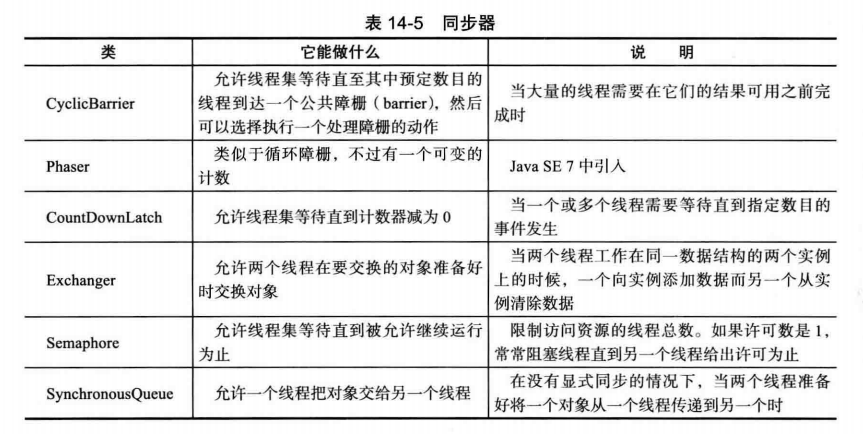 表 14-5 同步器
类 它能做什么 说 明
CyclicBarrier
允许线程集等待直至其中预定数目的
线程到达一个公共障栅（barrier），然后
可以选择执行一个处理障栅的动作
当大量的线程需要在它们的结果可用之前完
成时
Phaser
类似于循环障栅，不过有一个可变的
计数
Java SE 7 中引入
CountDownLatch
允许线程集等待直到计数器减为 0
当一个或多个线程需要等待直到指定数目的
事件发生
Exchanger
允许两个线程在要交换的对象准备好
时交换对象
当两个线程工作在同一数据结构的两个实例
上的时候，一个向实例添加数据而另一个从实
例清除数据
Semaphore
允许线程集等待直到被允许继续运行
为止
限制访问资源的线程总数。如果许可数是 1，
常常阻塞线程直到另一个线程给出许可为止
SynchronousQueue
允许一个线程把对象交给另一个线程
在没有显式同步的情况下，当两个线程准备
好将一个对象从一个线程传递到另一个时